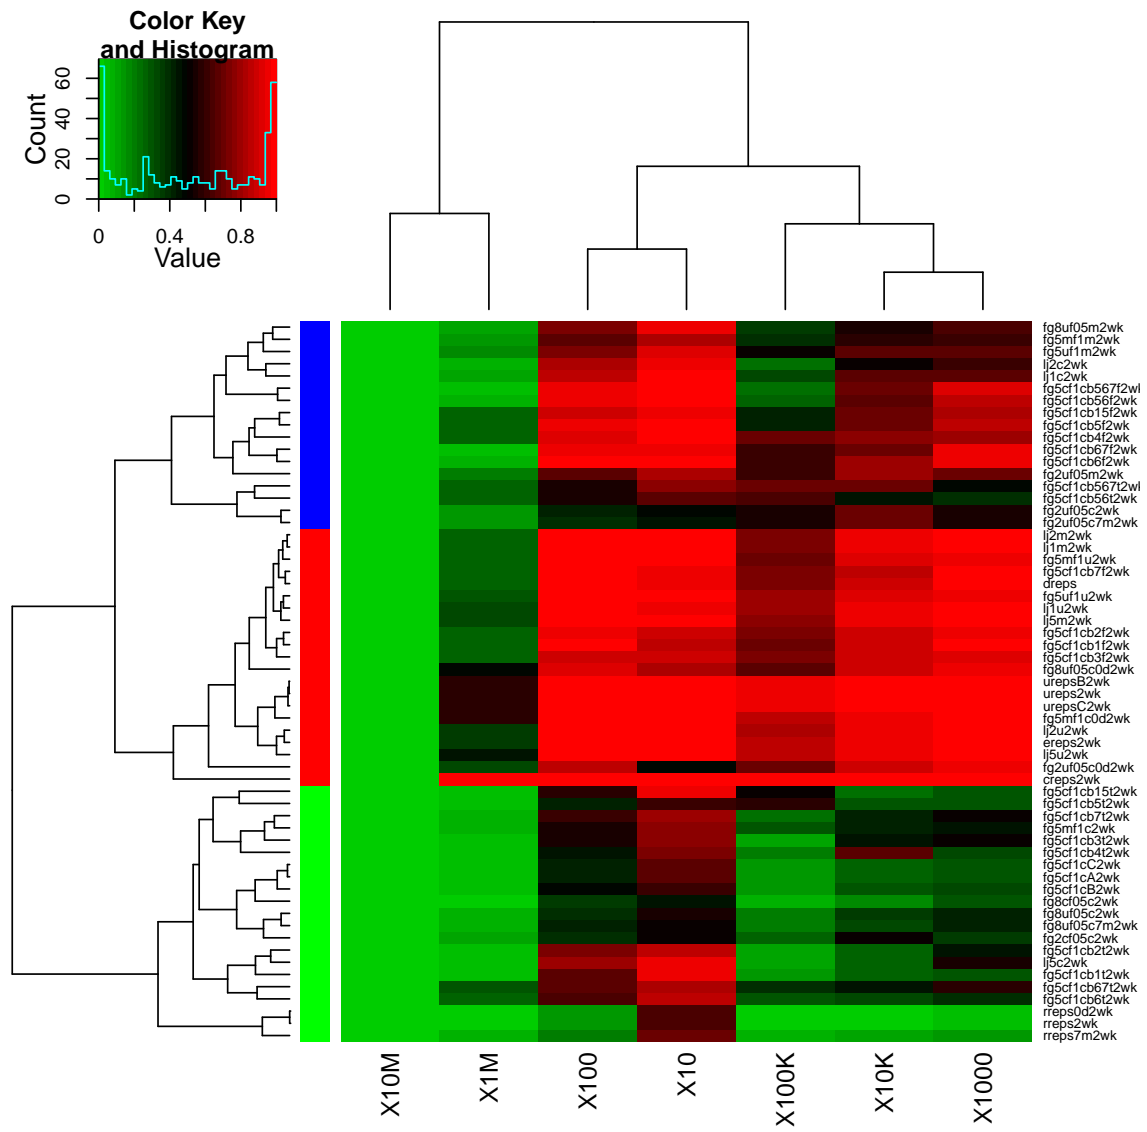 Color Key
and Histogram
Count
0
20
40
60
0
0.4
0.8
Value
fg8uf05m2wk
fg5mf1m2wk
fg5uf1m2wk
lj2c2wk
lj1c2wk
fg5cf1cb567f2wl
fg5cf1cb56f2wk
fg5cf1cb15f2wk
fg5cf1cb5f2wk
fg5cf1cb4f2wk
fg5cf1cb67f2wk
fg5cf1cb6f2wk
fg2uf05m2wk
fg5cf1cb567t2wl
fg5cf1cb56t2wk
fg2uf05c2wk
fg2uf05c7m2wk
lj2m2wk
lj1m2wk
fg5mf1u2wk
fg5cf1cb7f2wk
dreps
fg5uf1u2wk
lj1u2wk
lj5m2wk
fg5cf1cb2f2wk
fg5cf1cb1f2wk
fg5cf1cb3f2wk
fg8uf05c0d2wk
urepsB2wk
ureps2wk
urepsC2wk
fg5mf1c0d2wk
lj2u2wk
ereps2wk
lj5u2wk
fg2uf05c0d2wk
creps2wk
fg5cf1cb15t2wk
fg5cf1cb5t2wk
fg5cf1cb7t2wk
fg5mf1c2wk
fg5cf1cb3t2wk
fg5cf1cb4t2wk
fg5cf1cC2wk
fg5cf1cA2wk
fg5cf1cB2wk
fg8cf05c2wk
fg8uf05c2wk
fg8uf05c7m2wk
fg2cf05c2wk
fg5cf1cb2t2wk
lj5c2wk
fg5cf1cb1t2wk
fg5cf1cb67t2wk
fg5cf1cb6t2wk
rreps0d2wk
rreps2wk
rreps7m2wk
X10M
X1M
X100
X10
X100K
X10K
X1000